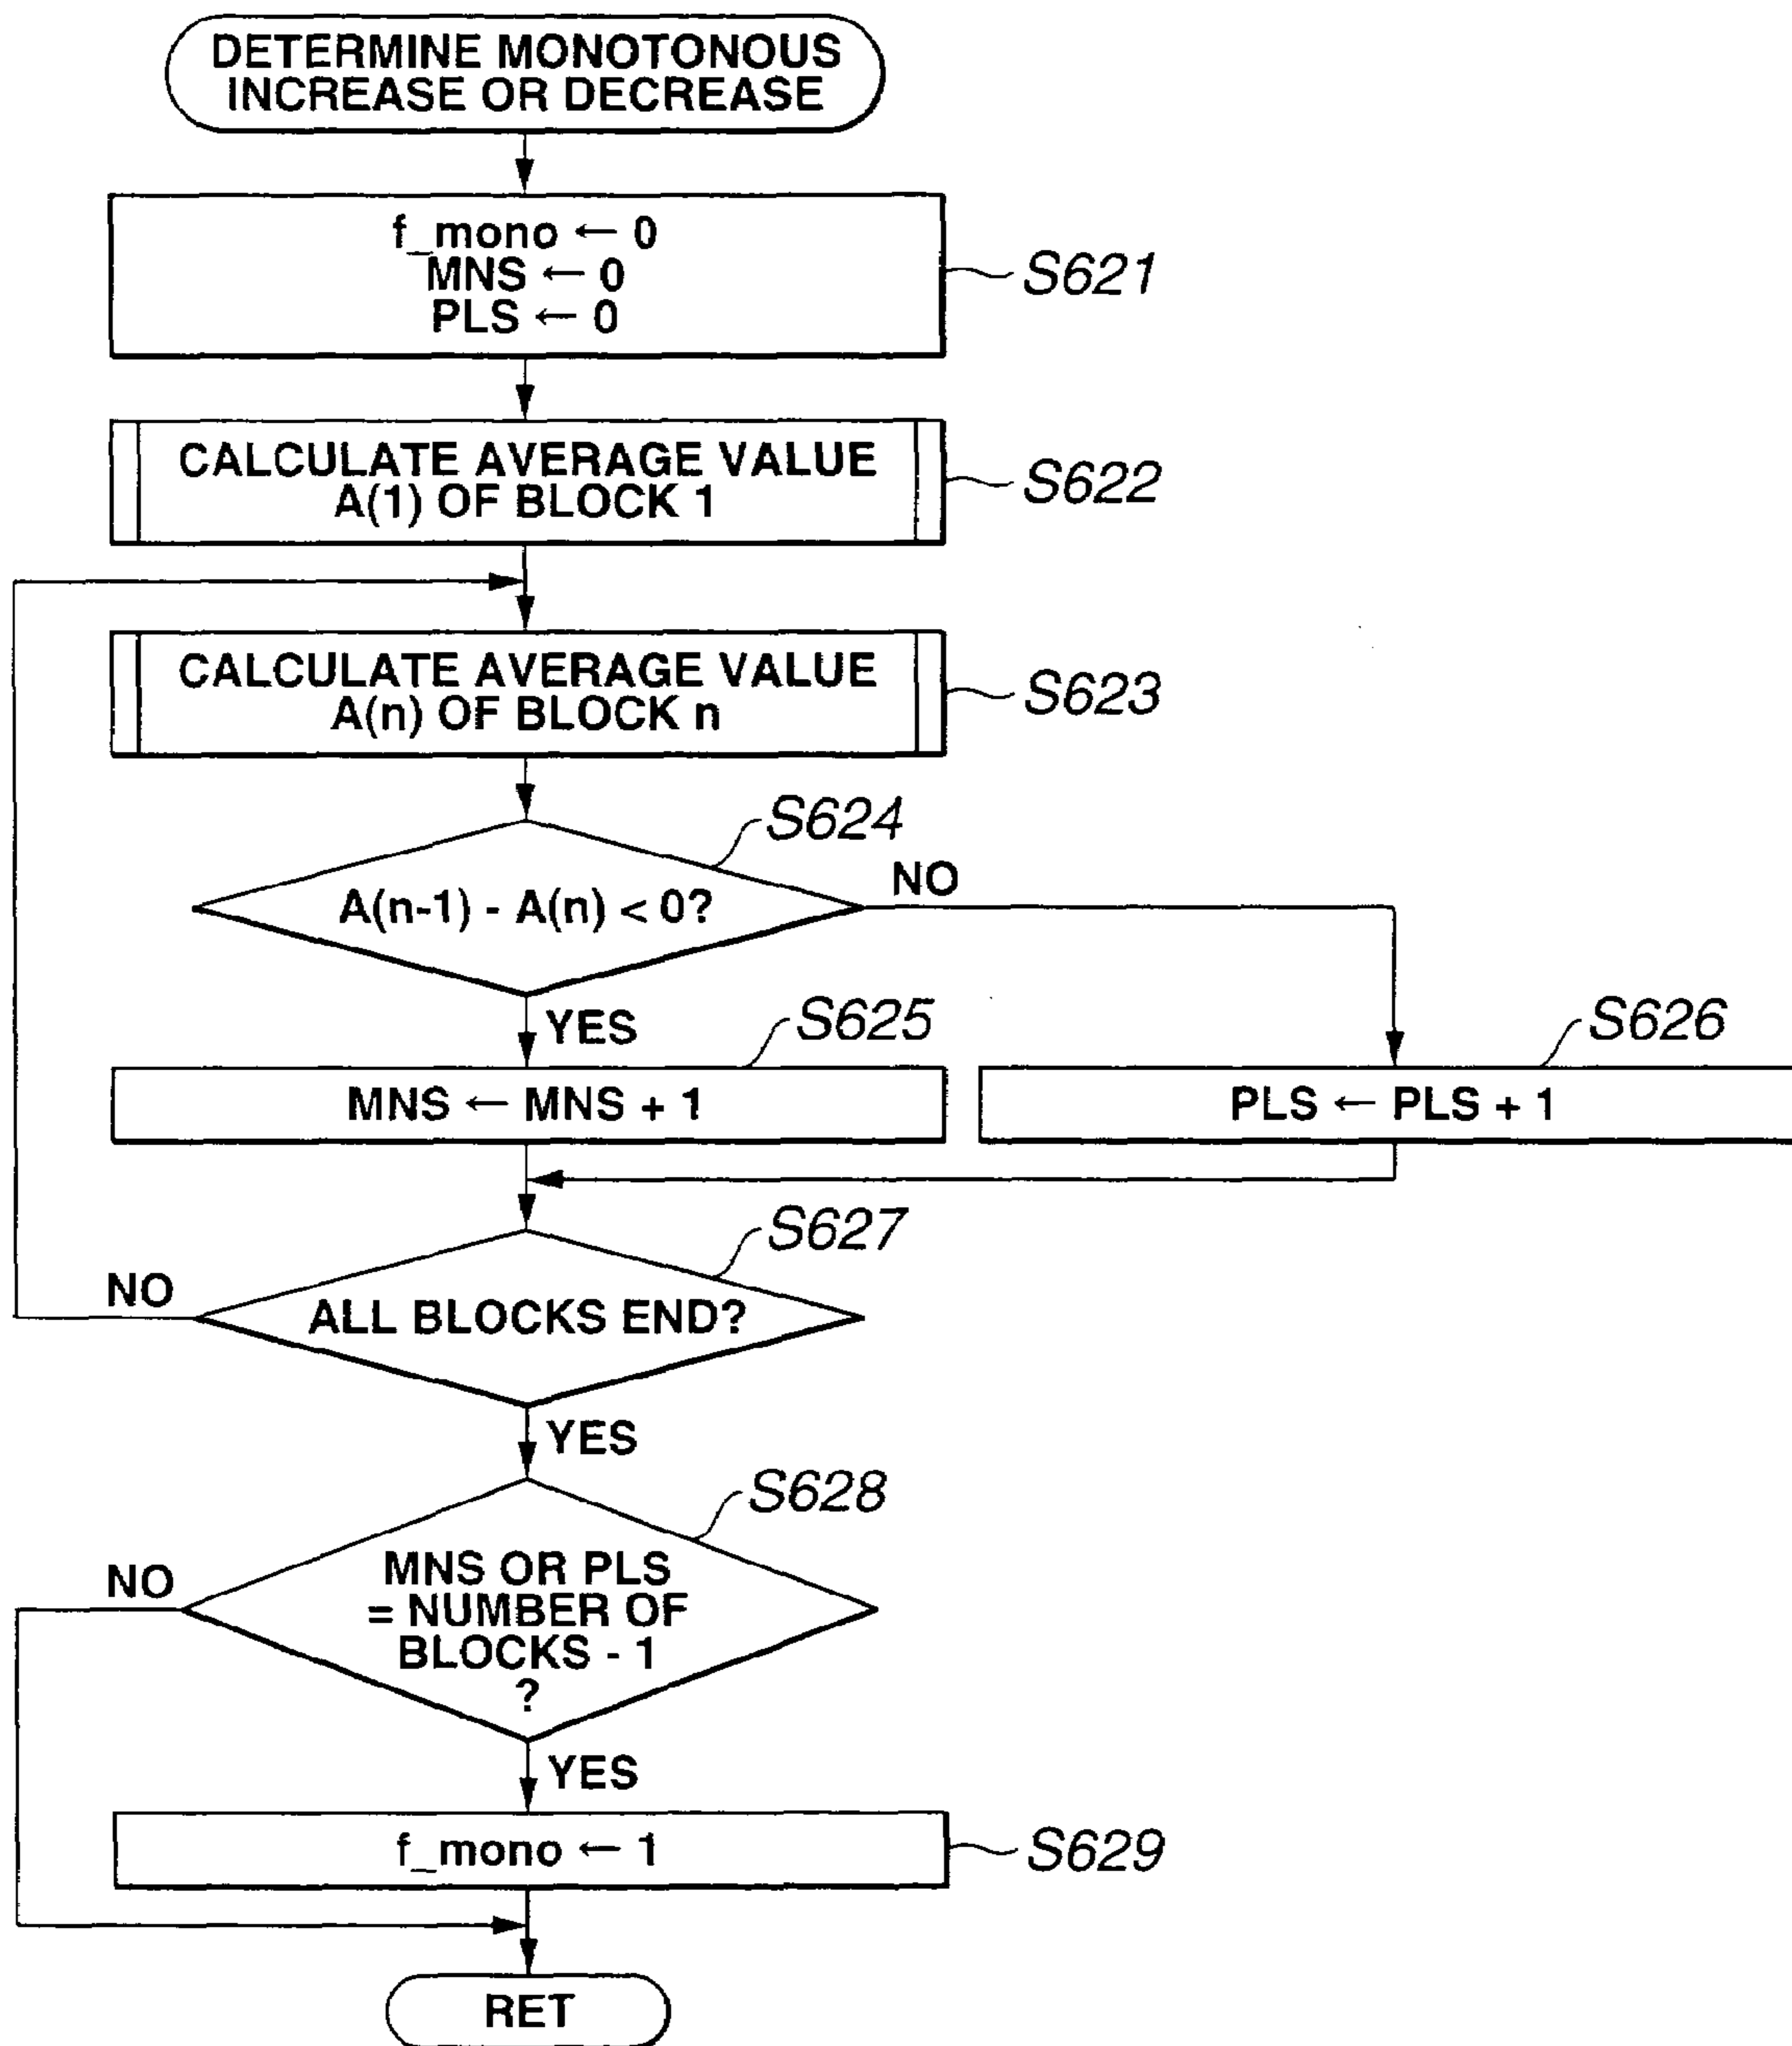 DETERMINE MONOTONOUS
INCREASE OR DECREASE
f_mono ← 0
MNS ← 0
PLS ← 0
S621
CALCULATE AVERAGE VALUE
A(1) OF BLOCK 1
S622
CALCULATE AVERAGE VALUE
A(n) OF BLOCK n
S623
S624
A(n-1) - A(n) < 0?
NO
YES
S625
S626
MNS ← MNS + 1
PLS ← PLS + 1
S627
NO
ALL BLOCKS END?
YES
S628
NO
MNS OR PLS
= NUMBER OF
BLOCKS - 1
?
YES
f_mono ← 1
S629
RET